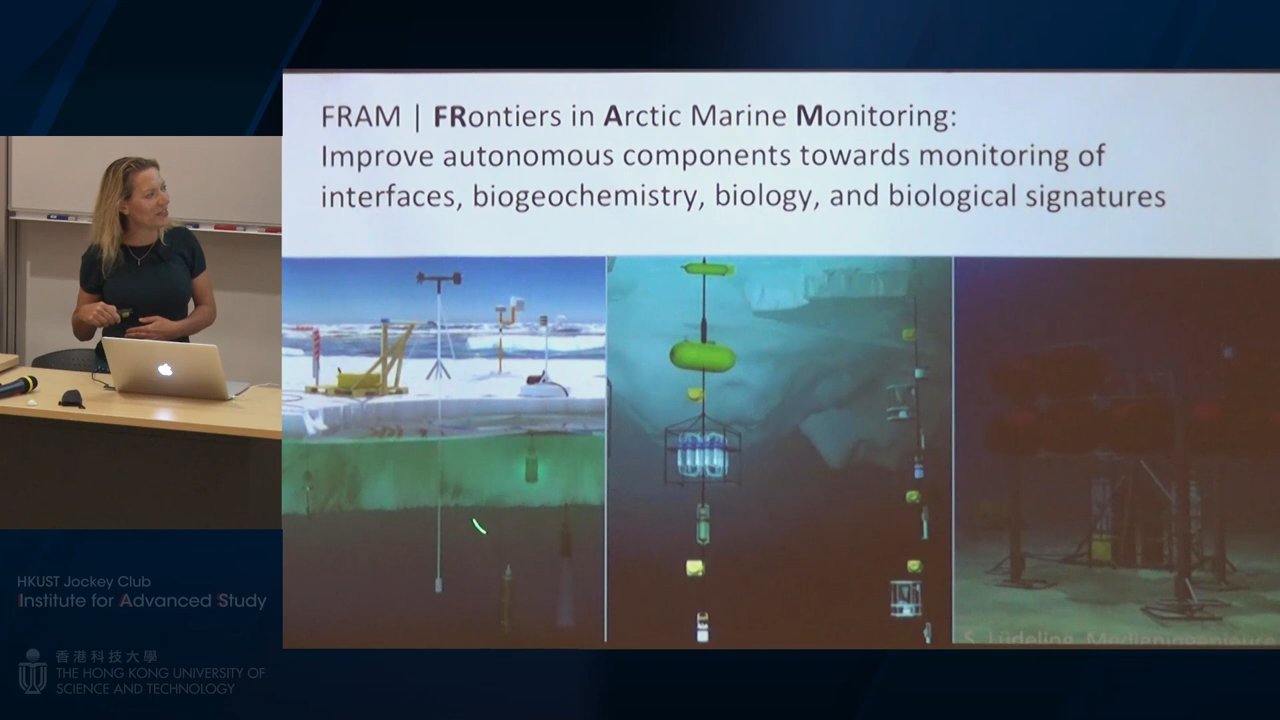 FRAM | FRontiers in Arctic Marine Monitoring:
Improve autonomous components towards monitoring of
interfaces, biogeochemistry, biology, and biological signatures
S. Lüdeling, Medieningenieure
HKUST Jockey Club
Institute for Advanced Study
香港科技大學
THE HONG KONG UNIVERSITY OF
SCIENCE AND TECHNOLOGY